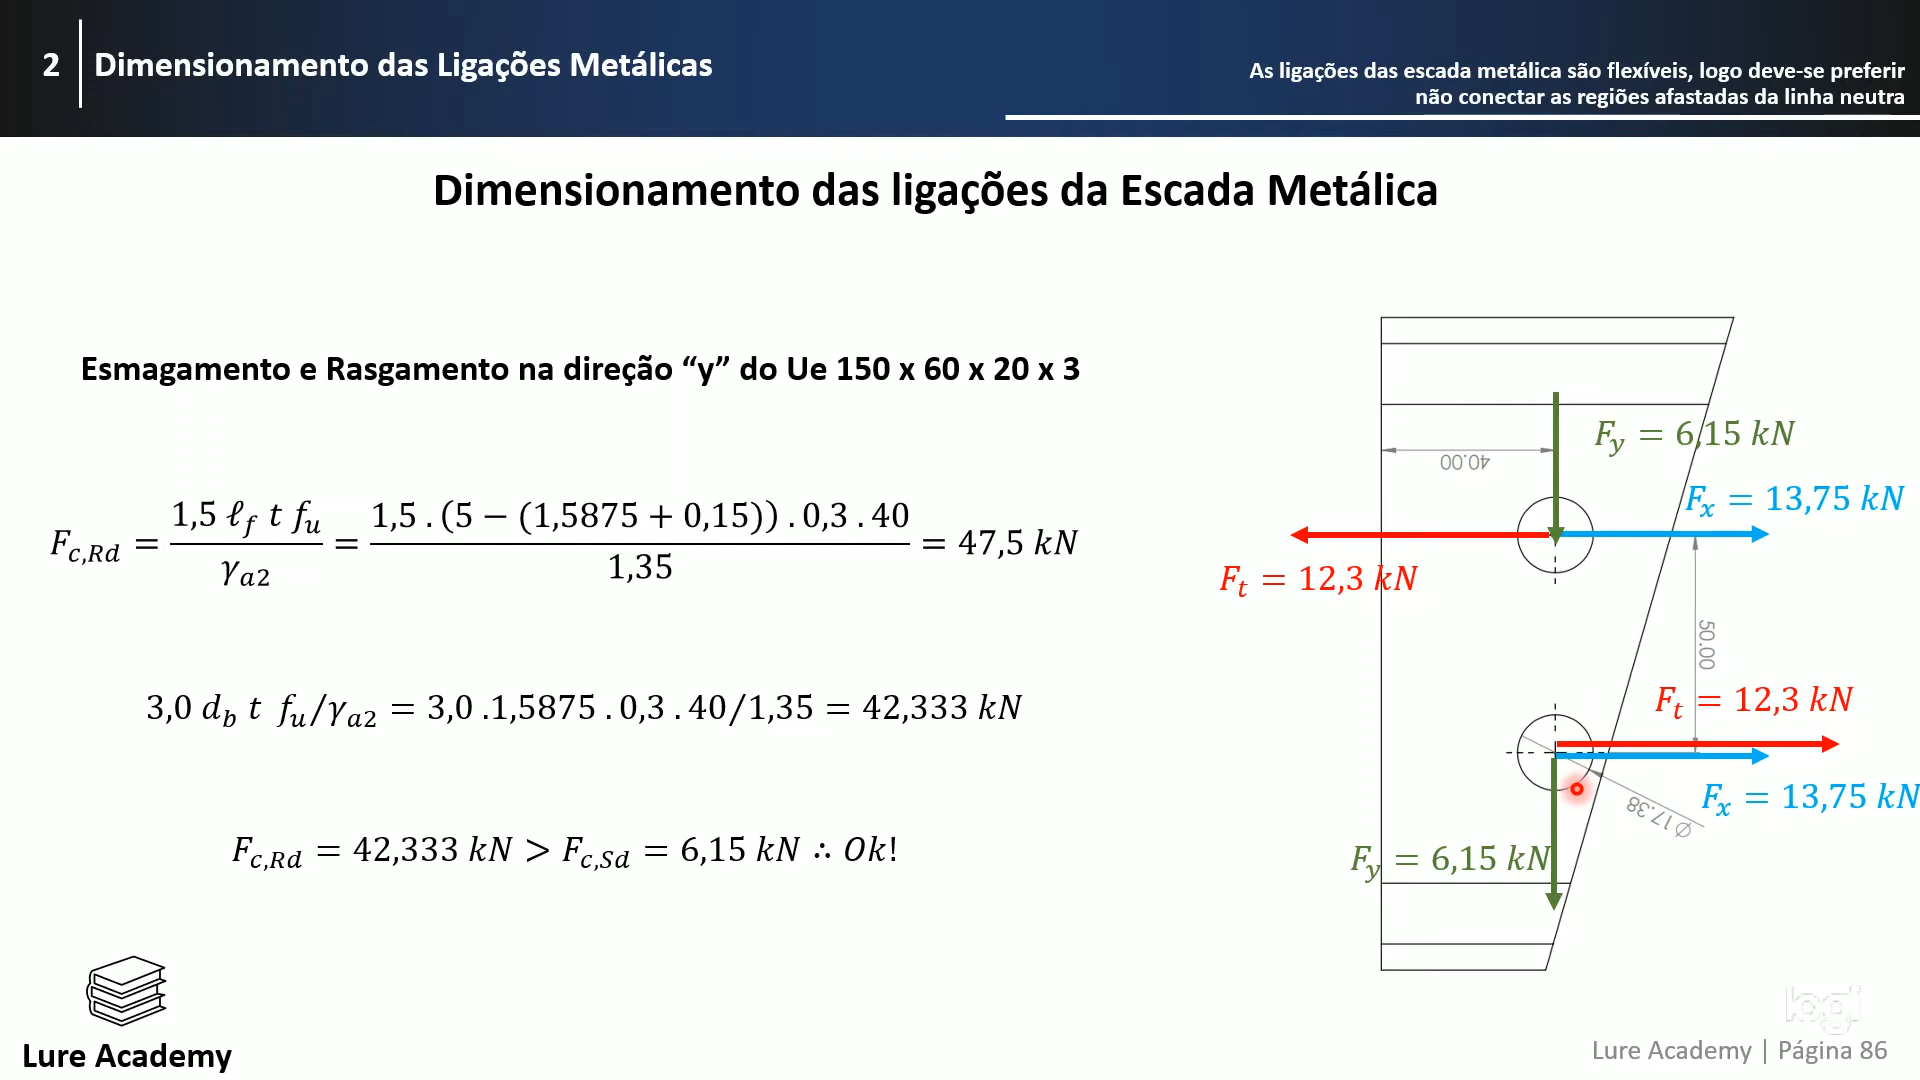 2
Dimensionamento das Ligações Metálicas
As ligações das escada metálica são flexíveis, logo deve-se preferir
não conectar as regiões afastadas da linha neutra
Dimensionamento das ligações da Escada Metálica
Esmagamento e Rasgamento na direção “y” do Ue 150 x 60 x 20 x 3
F_{c,Rd} = \frac{1,5 ℓ_f t f_u}{γ_{a2}} = \frac{1,5 . (5 − (1,5875 + 0,15)) . 0,3 . 40}{1,35} = 47,5 kN
3,0 d_b t f_u/γ_{a2} = 3,0 .1,5875 . 0,3 . 40/1,35 = 42,333 kN
F_{c,Rd} = 42,333 kN > F_{c,Sd} = 6,15 kN ∴ Ok!
F_y = 6,15 kN
40.00
F_x = 13,75 kN
F_t = 12,3 kN
50.00
F_t = 12,3 kN
F_x = 13,75 kN
∅ 17.38
F_y = 6,15 kN
logi
Lure Academy
Lure Academy | Página 86